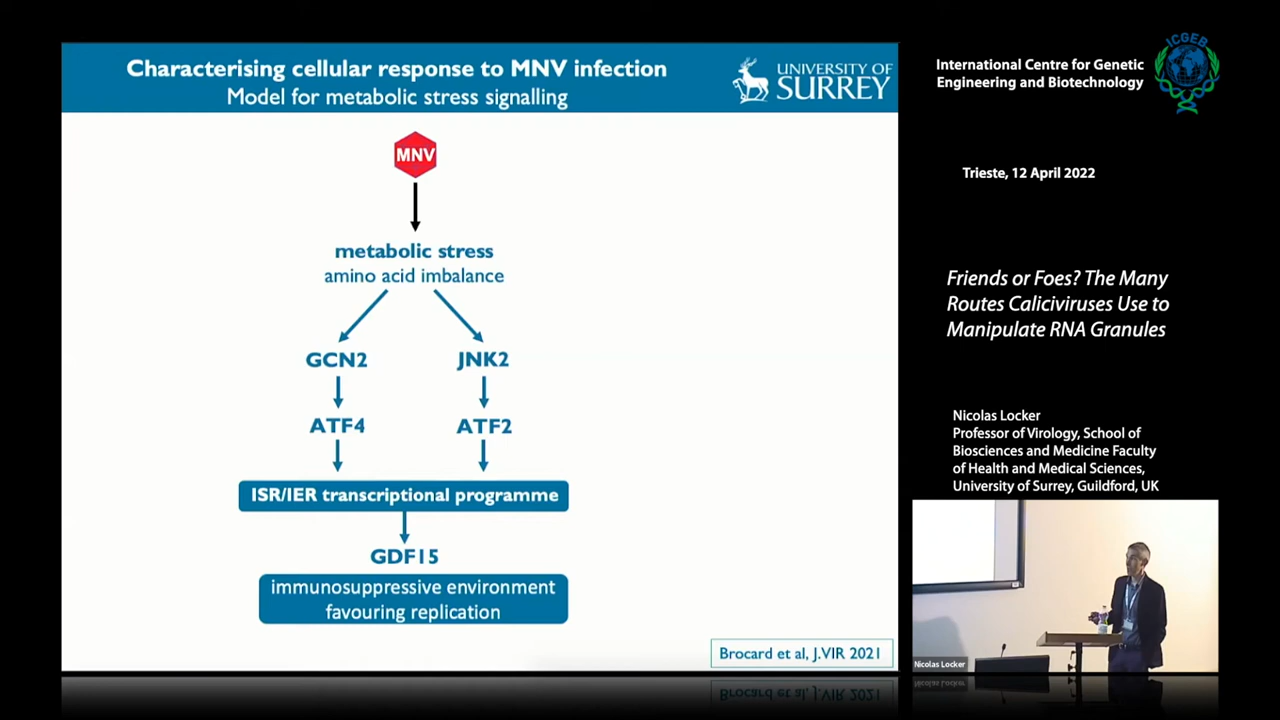 Characterising cellular response to MNV infection
Model for metabolic stress signalling
UNIVERSITY OF
SURREY
MNV
metabolic stress
amino acid imbalance
GCN2
JNK2
ATF4
ATF2
ISR/IER transcriptional programme
GDF15
immunosuppressive environment
favouring replication
Brocard et al, J.VIR 2021
International Centre for Genetic
Engineering and Biotechnology
ICGEB
Trieste, 12 April 2022
Friends or Foes? The Many
Routes Caliciviruses Use to
Manipulate RNA Granules
Nicolas Locker
Professor of Virology, School of
Biosciences and Medicine Faculty
of Health and Medical Sciences,
University of Surrey, Guildford, UK
Nicolas Locker